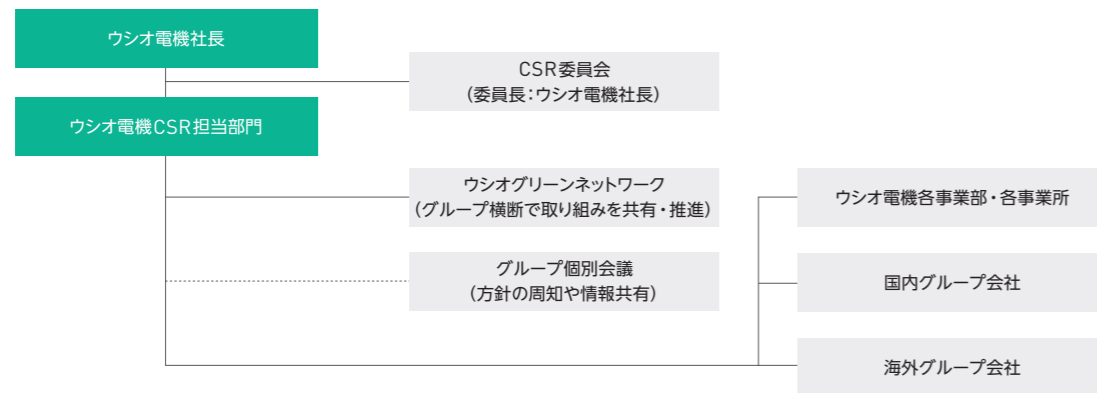 ウシオ電機社長
CSR委員会
(委員長:ウシオ電機社長)
ウシオ電機CSR担当部門
ウシオグリーンネットワーク
(グループ横断で取り組みを共有・推進)
ウシオ電機各事業部・各事業所
グループ個別会議
(方針の周知や情報共有)
国内グループ会社
海外グループ会社